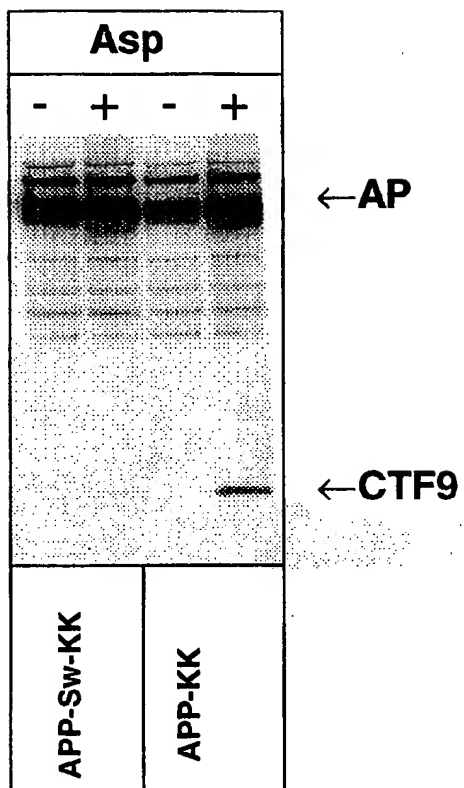 Asp
- + - +
←AP
←CTF9
APP-Sw-KK
APP-KK